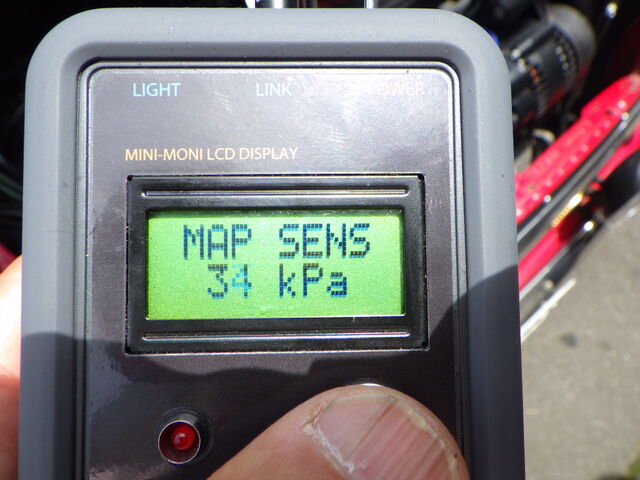 LIGHT LINK POWER
MINI-MONI LCD DISPLAY
MAP SENS
34 kPa